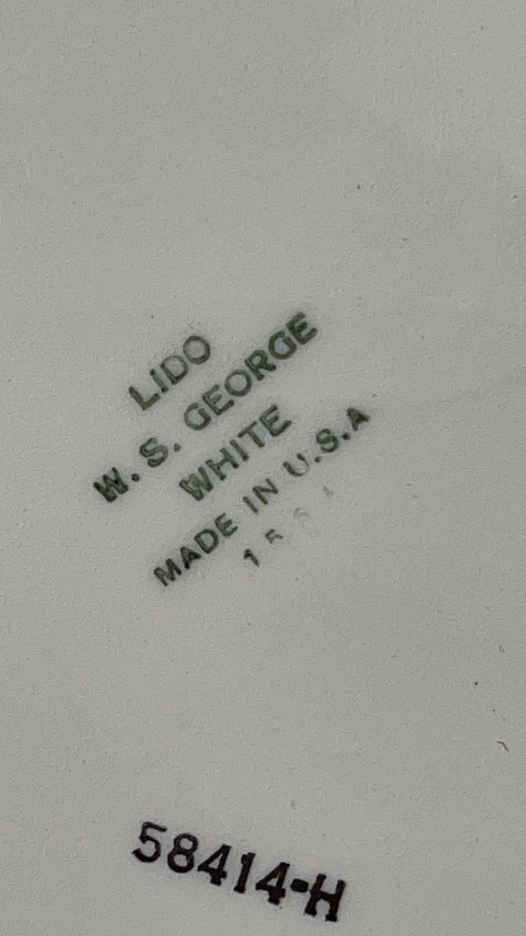 LIDO
W. S. GEORGE
WHITE
MADE IN U.S.A
58414-H